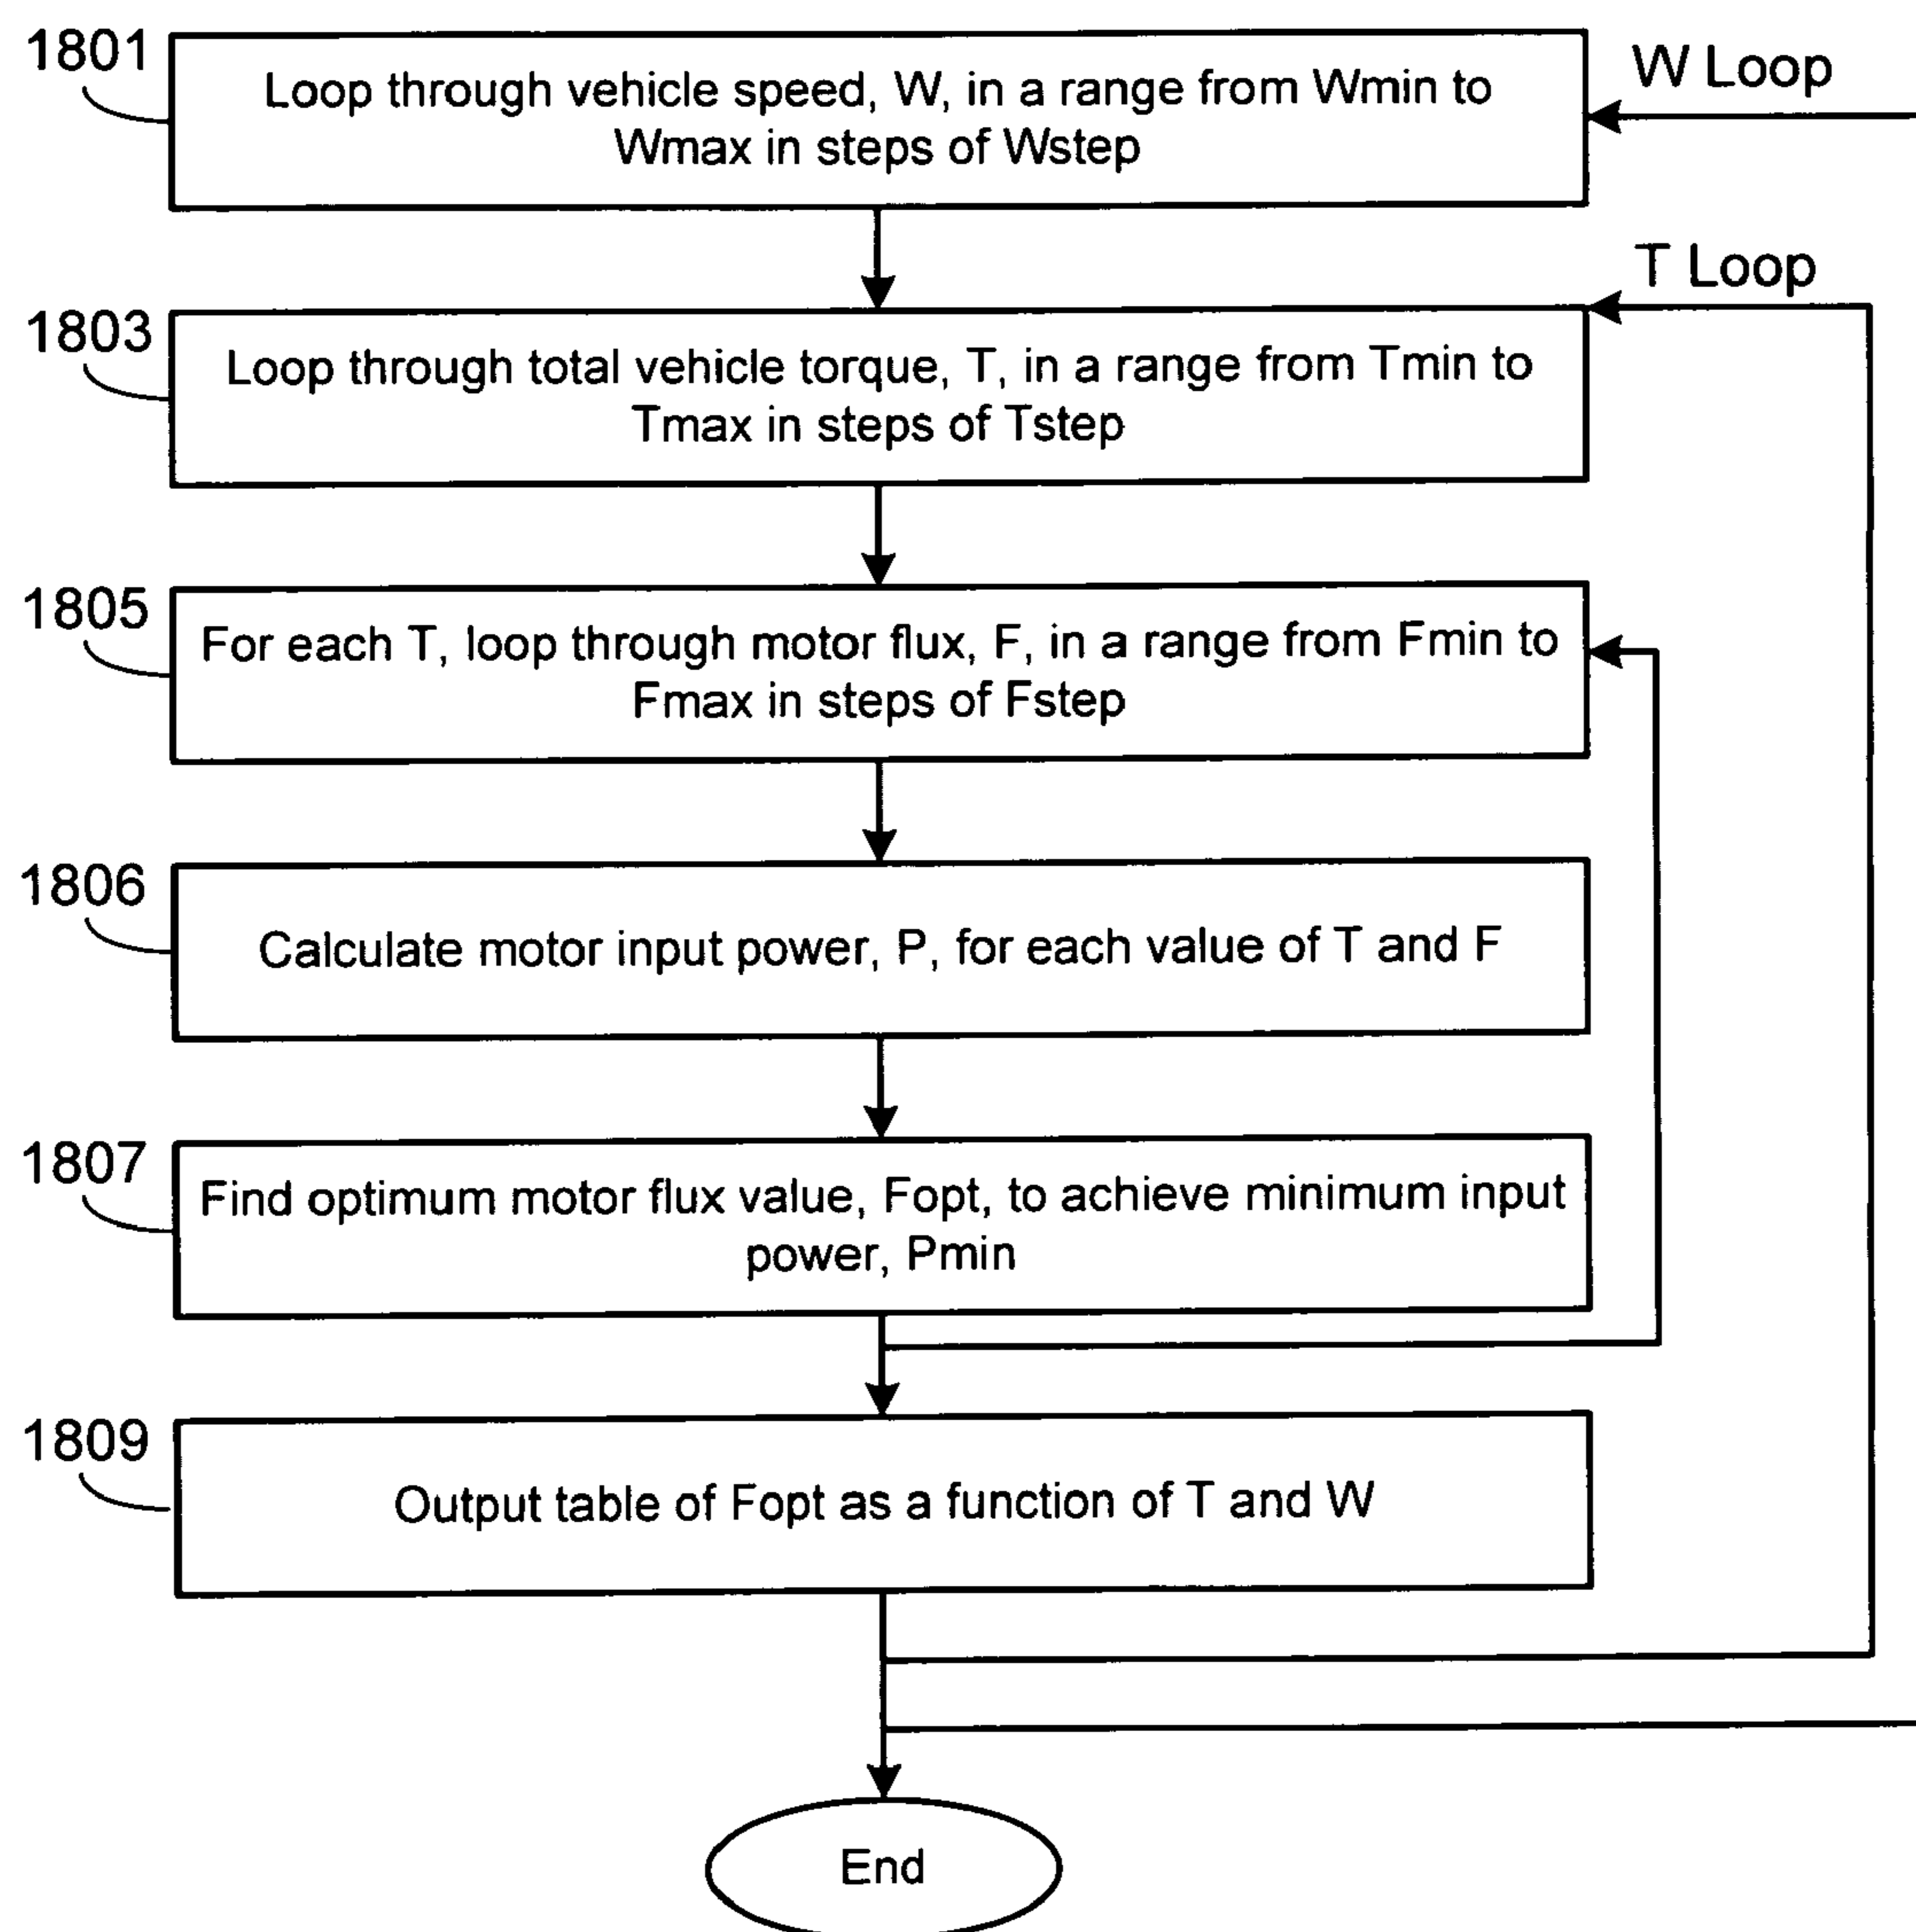 1801
Loop through vehicle speed, W, in a range from Wmin to
Wmax in steps of Wstep
W Loop
T Loop
1803
Loop through total vehicle torque, T, in a range from Tmin to
Tmax in steps of Tstep
1805
For each T, loop through motor flux, F, in a range from Fmin to
Fmax in steps of Fstep
1806
Calculate motor input power, P, for each value of T and F
1807
Find optimum motor flux value, Fopt, to achieve minimum input
power, Pmin
1809
Output table of Fopt as a function of T and W
End